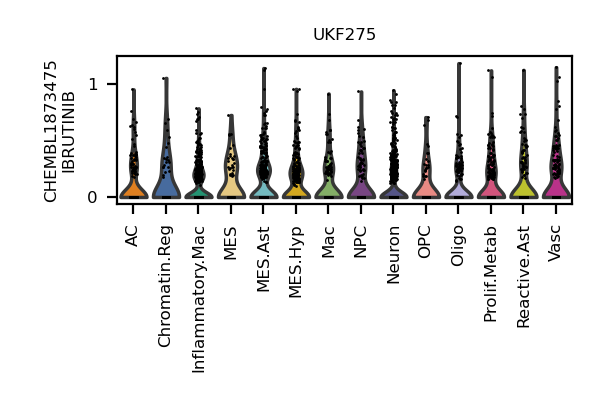 UKF275
CHEMBL1873475
IBRUTINIB
1
0
AC
Chromatin.Reg
Inflammatory.Mac
MES
MES.Ast
MES.Hyp
Mac
NPC
Neuron
OPC
Oligo
Prolif.Metab
Reactive.Ast
Vasc